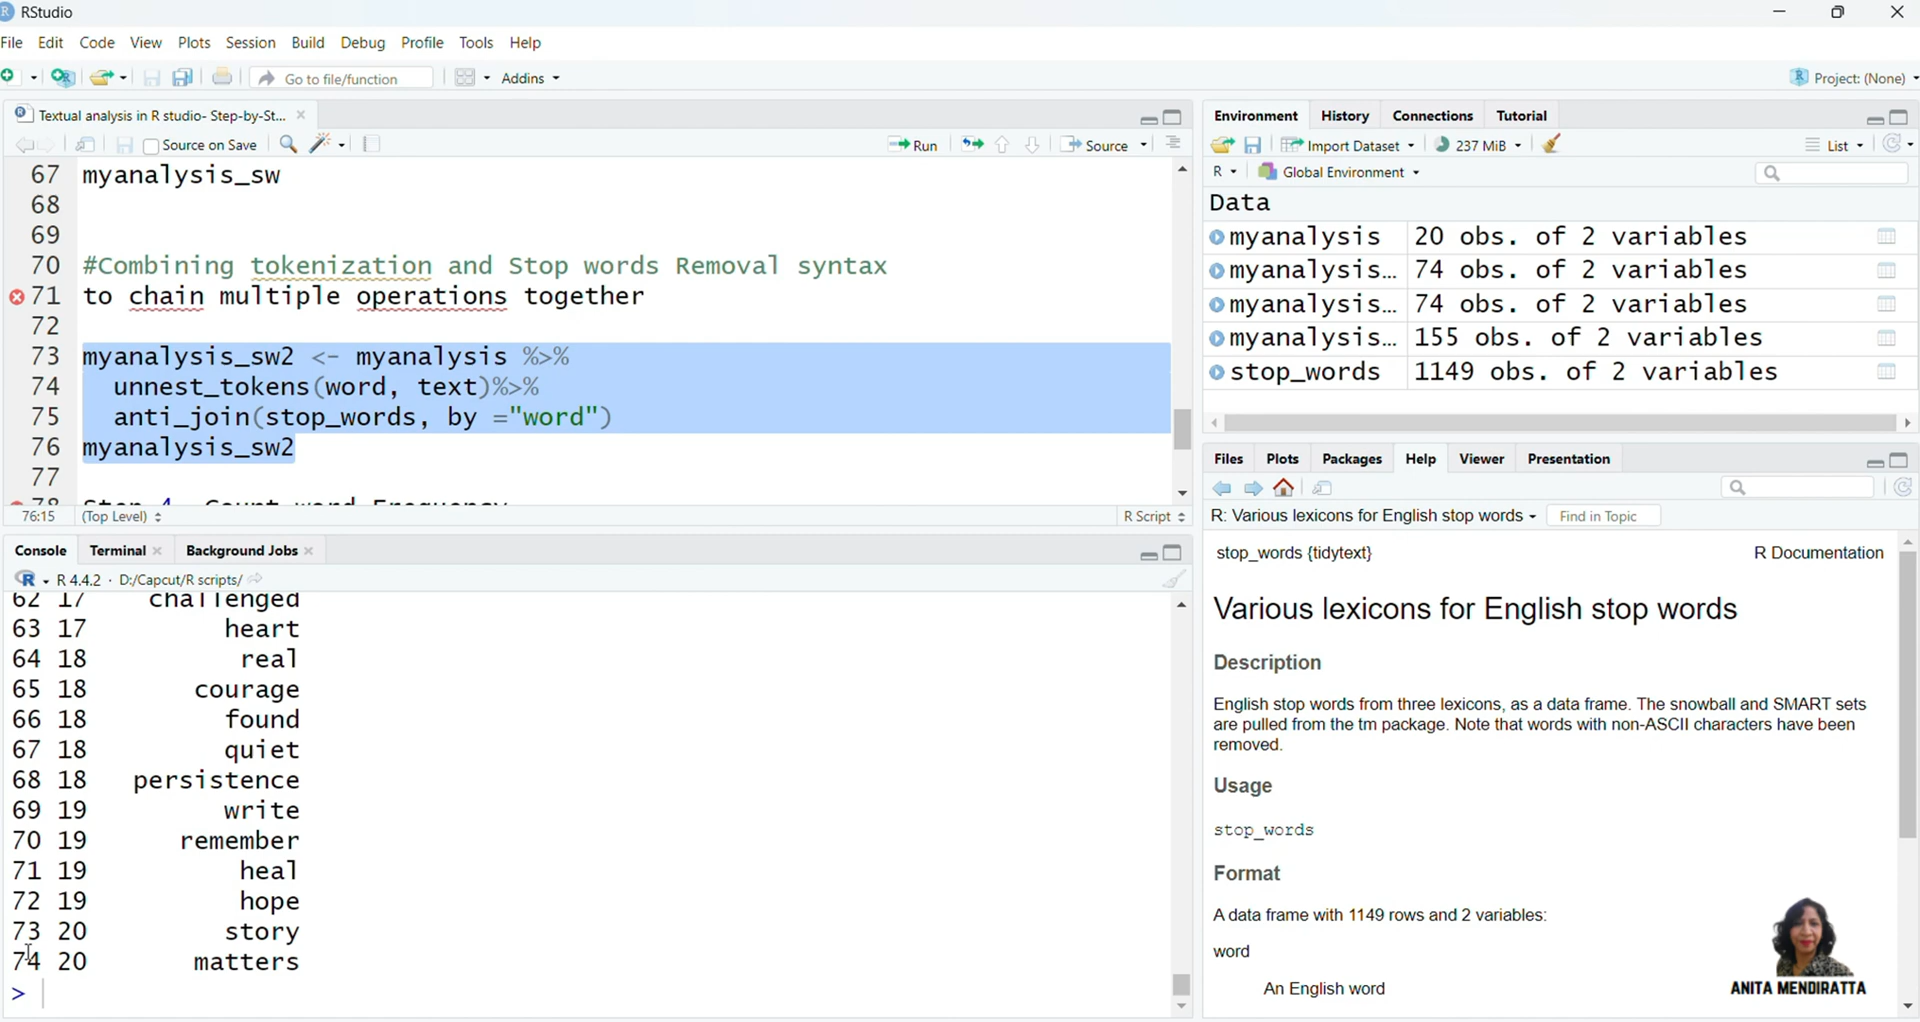 RStudio
File Edit Code View Plots Session Build Debug Profile Tools Help
Go to file/function Addins Project: (None)
Textual analysis in R studio- Step-by-St...
Source on Save Run Source
67 myanalysis_sw
68
69
70 #Combining tokenization and Stop words Removal syntax
71 to chain multiple operations together
72
73 myanalysis_sw2 <- myanalysis %>%
74 unnest_tokens(word, text)%>%
75 anti_join(stop_words, by ="word")
76 myanalysis_sw2
77
78 Step 4- Count word Frequency
76:15 (Top Level) R Script
Console Terminal Background Jobs
R 4.4.2 · D:/Capcut/R scripts/
62 17 challenged
63 17 heart
64 18 real
65 18 courage
66 18 found
67 18 quiet
68 18 persistence
69 19 write
70 19 remember
71 19 heal
72 19 hope
73 20 story
74 20 matters
>
Environment History Connections Tutorial
Import Dataset 237 MiB List
R Global Environment
Data
myanalysis 20 obs. of 2 variables
myanalysis... 74 obs. of 2 variables
myanalysis... 74 obs. of 2 variables
myanalysis... 155 obs. of 2 variables
stop_words 1149 obs. of 2 variables
Files Plots Packages Help Viewer Presentation
R: Various lexicons for English stop words Find in Topic
stop_words {tidytext} R Documentation
Various lexicons for English stop words
Description
English stop words from three lexicons, as a data frame. The snowball and SMART sets
are pulled from the tm package. Note that words with non-ASCII characters have been
removed.
Usage
stop_words
Format
A data frame with 1149 rows and 2 variables:
word
An English word
ANITA MENDIRATTA